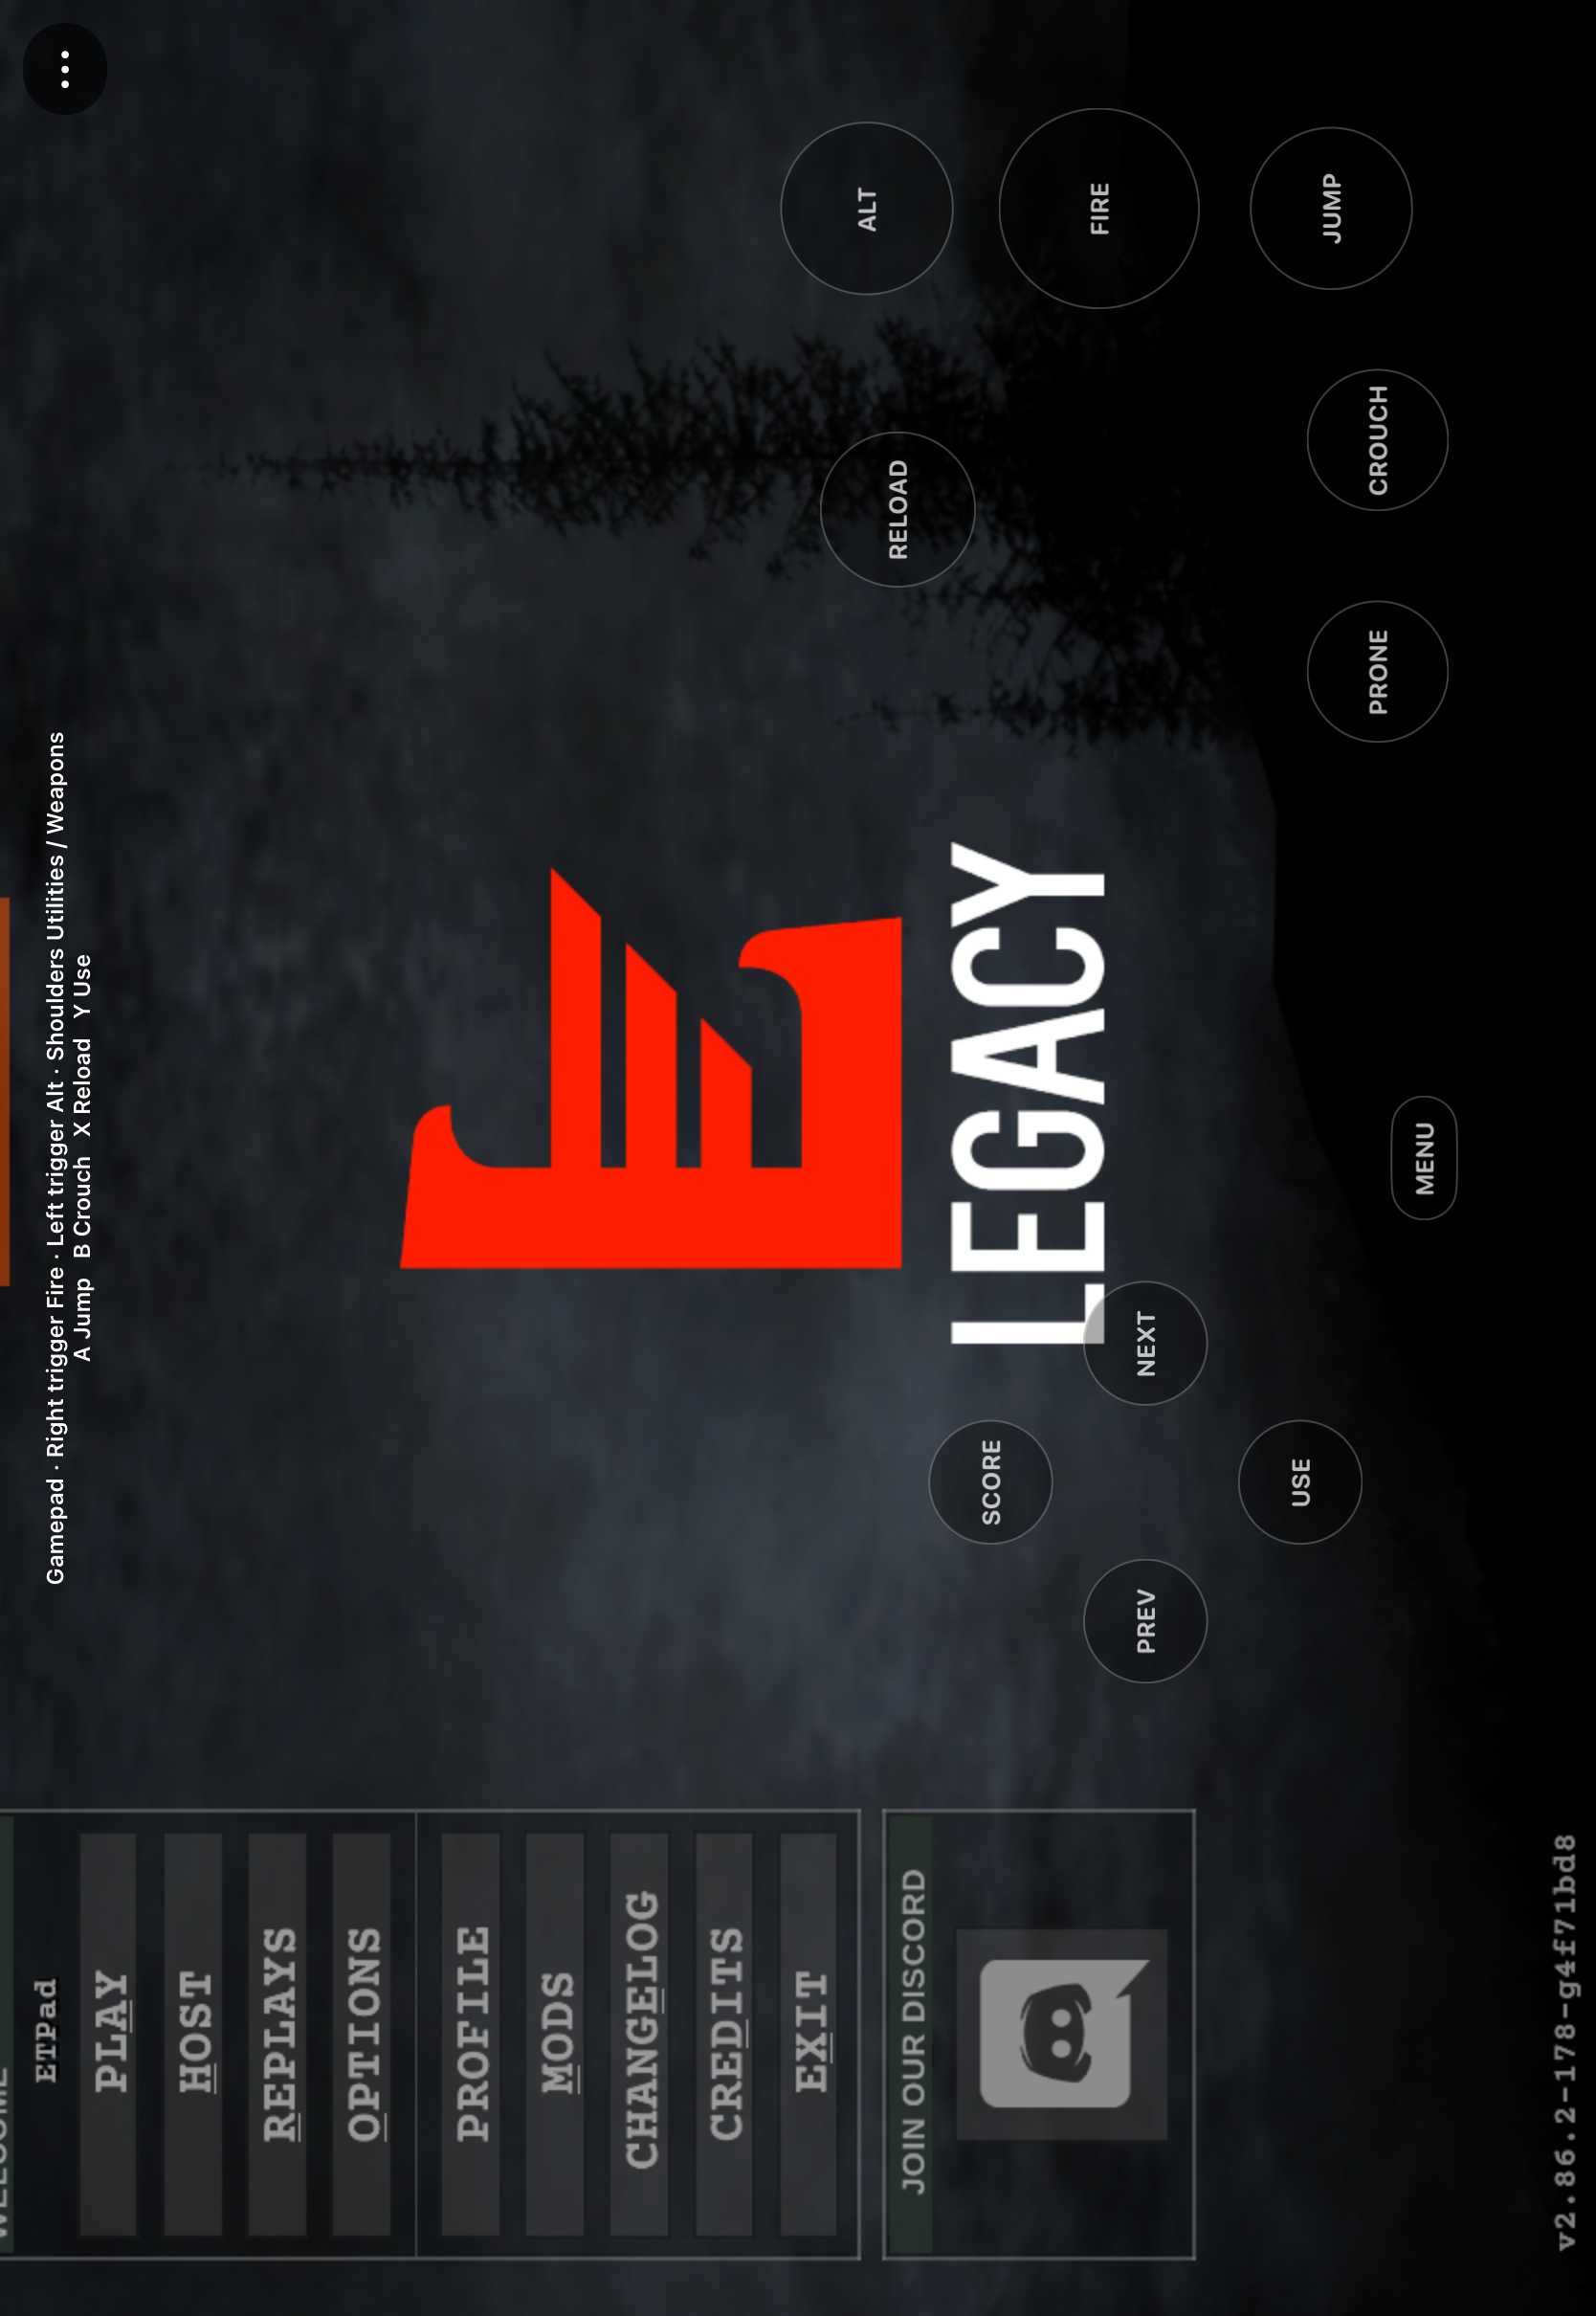 Gamepad · Right trigger Fire · Left trigger Alt · Shoulders Utilities / Weapons
A Jump B Crouch X Reload Y Use
WELCOME
ETPad
PLAY
HOST
REPLAYS
OPTIONS
PROFILE
MODS
CHANGELOG
CREDITS
EXIT
JOIN OUR DISCORD
LEGACY
ALT
FIRE
JUMP
RELOAD
CROUCH
PRONE
SCORE
NEXT
PREV
USE
MENU
v2.86.2-178-g4f71bd8